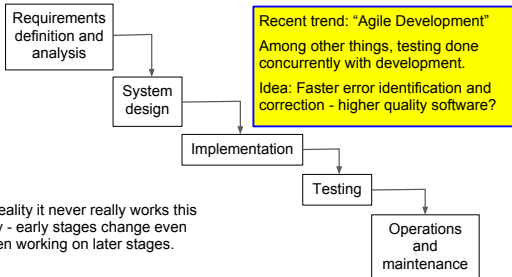 Requirements
definition and
analysis
Recent trend: “Agile Development”
Among other things, testing done
concurrently with development.
Idea: Faster error identification and
correction - higher quality software?
System
design
Implementation
Testing
eality it never really works this
- early stages change even
en working on later stages.
Operations
and
maintenance